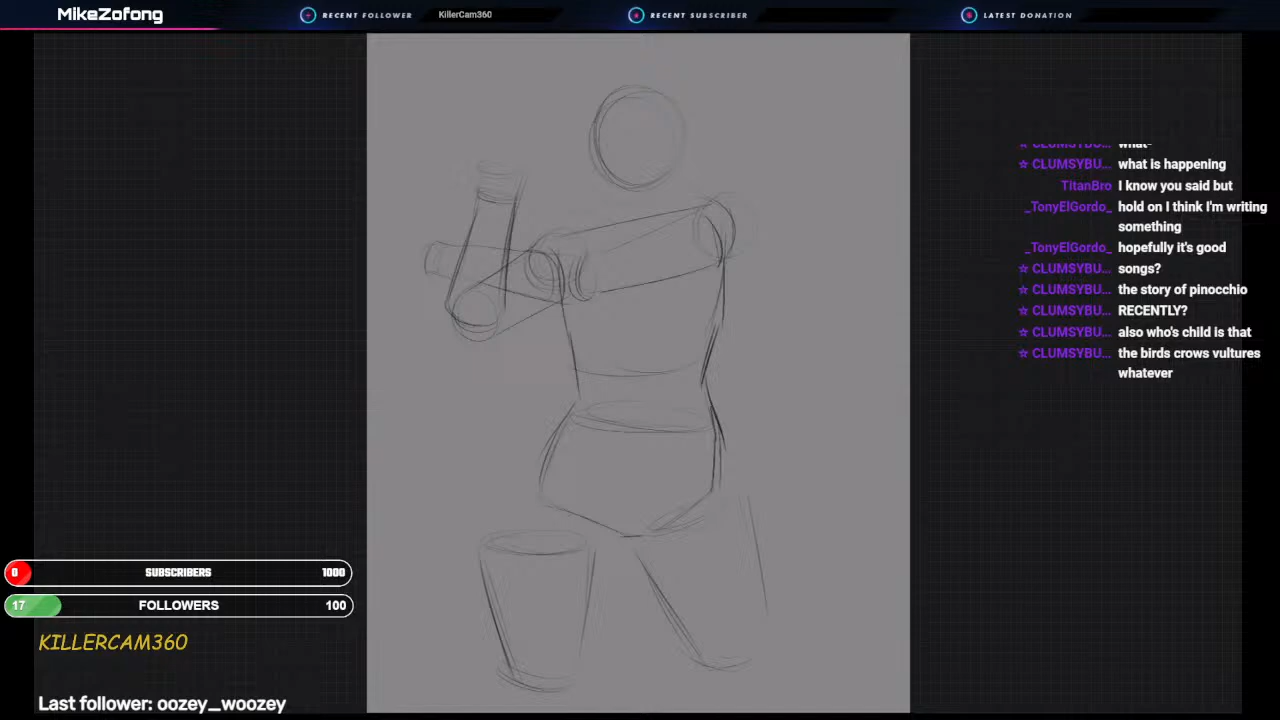 MikeZofong
RECENT FOLLOWER
KillerCam360
RECENT SUBSCRIBER
LATEST DONATION
☆ CLUMSYBU... what-
☆ CLUMSYBU... what is happening
TitanBro I know you said but
_TonyElGordo_ hold on I think I'm writing
something
_TonyElGordo_ hopefully it's good
☆ CLUMSYBU... songs?
☆ CLUMSYBU... the story of pinocchio
☆ CLUMSYBU... RECENTLY?
☆ CLUMSYBU... also who's child is that
☆ CLUMSYBU... the birds crows vultures
whatever
0 SUBSCRIBERS 1000
17 FOLLOWERS 100
KILLERCAM360
Last follower: oozey_woozey